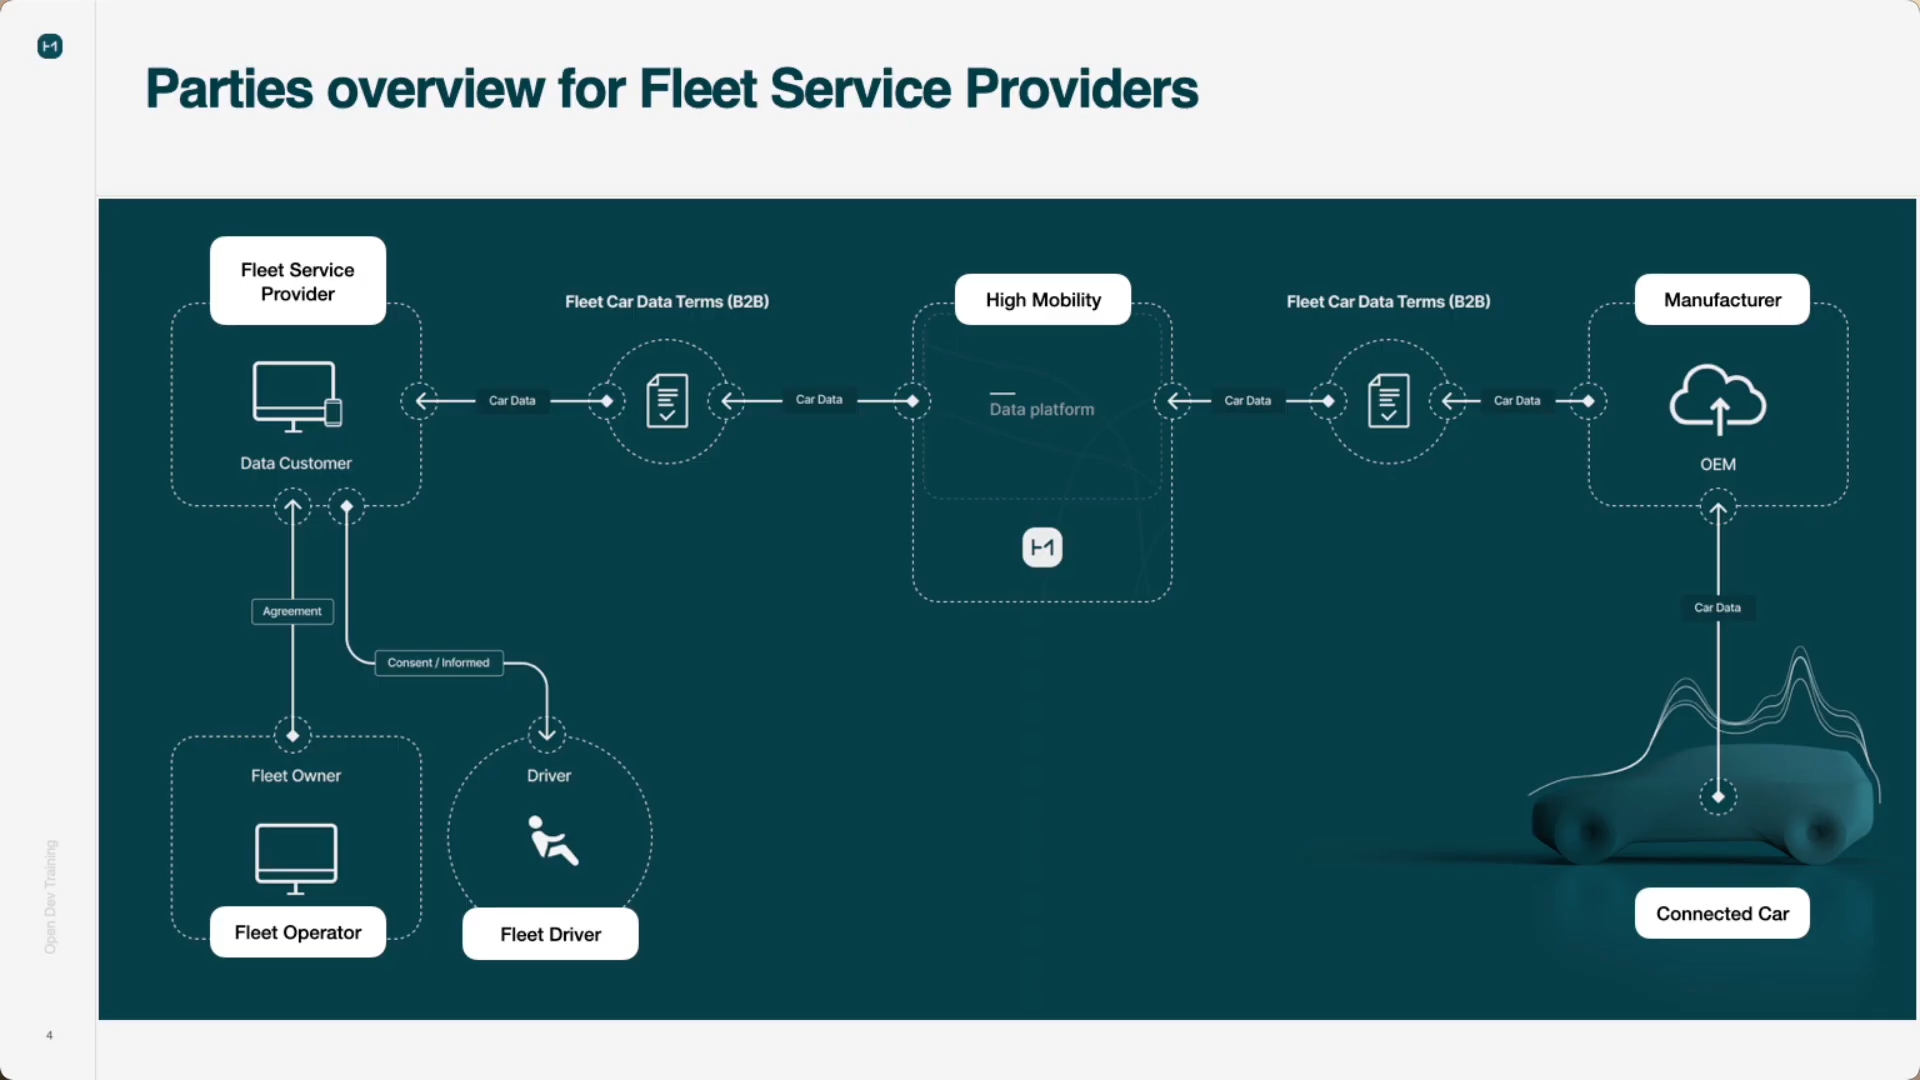 Parties overview for Fleet Service Providers
Fleet Service
Provider
Data Customer
Fleet Car Data Terms (B2B)
Car Data
Car Data
High Mobility
Data platform
Fleet Car Data Terms (B2B)
Car Data
Car Data
Manufacturer
OEM
Agreement
Consent / Informed
Car Data
Fleet Owner
Fleet Operator
Driver
Fleet Driver
Connected Car
Open Dev Training
4